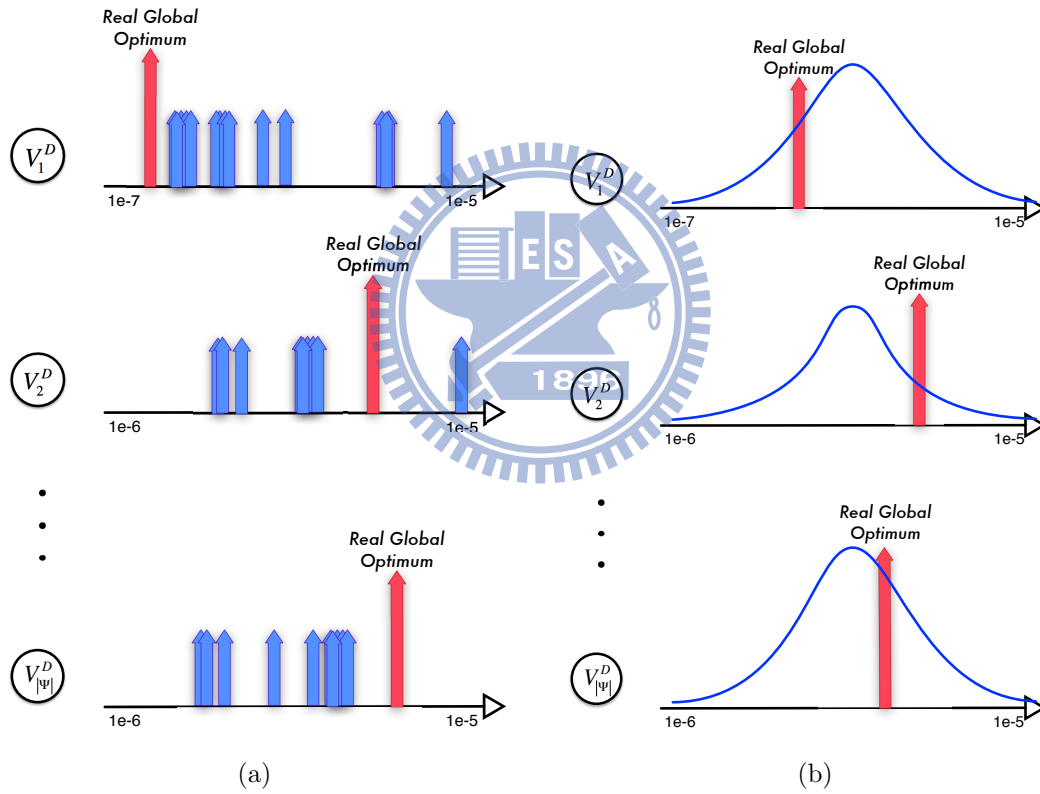 Real Global
Optimum
V_1^D
1e-7
1e-5
Real Global
Optimum
V_2^D
1e-6
1e-5
Real Global
Optimum
V_{|Ψ|}^D
1e-6
1e-5
(a)
Real Global
Optimum
V_1^D
1e-7
1e-5
Real Global
Optimum
V_2^D
1e-6
1e-5
Real Global
Optimum
V_{|Ψ|}^D
1e-6
1e-5
(b)
E S A
8
1896